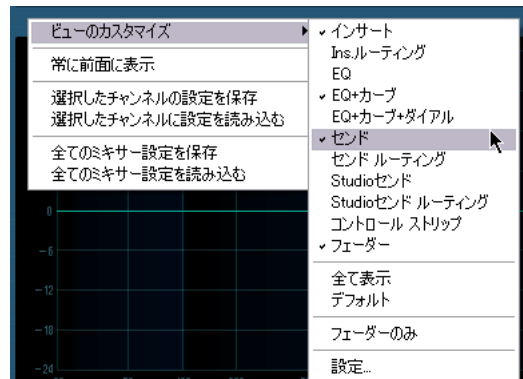 ビューのカスタマイズ
常に前面に表示
選択したチャンネルの設定を保存
選択したチャンネルに設定を読み込む
全てのミキサー設定を保存
全てのミキサー設定を読み込む
インサート
Ins.ルーティング
EQ
EQ+カーブ
EQ+カーブ+ダイアル
センド
センド ルーティング
Studioセンド
Studioセンド ルーティング
コントロール ストリップ
フェーダー
全て表示
デフォルト
フェーダーのみ
設定...
0
-6
-12
-18
-24